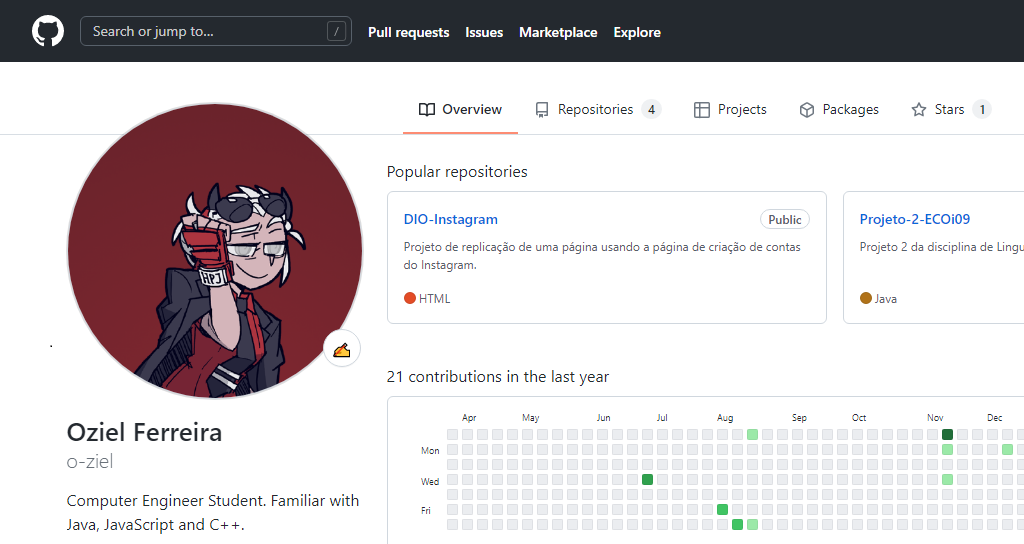 Search or jump to... /
Pull requests
Issues
Marketplace
Explore
Overview
Repositories 4
Projects
Packages
Stars 1
Popular repositories
DIO-Instagram Public
Projeto de replicação de uma página usando a página de criação de contas
do Instagram.
HTML
Projeto-2-ECOi09
Projeto 2 da disciplina de Lingu
Java
HPJ
Oziel Ferreira
o-ziel
Computer Engineer Student. Familiar with
Java, JavaScript and C++.
21 contributions in the last year
Apr May Jun Jul Aug Sep Oct Nov Dec
Mon
Wed
Fri